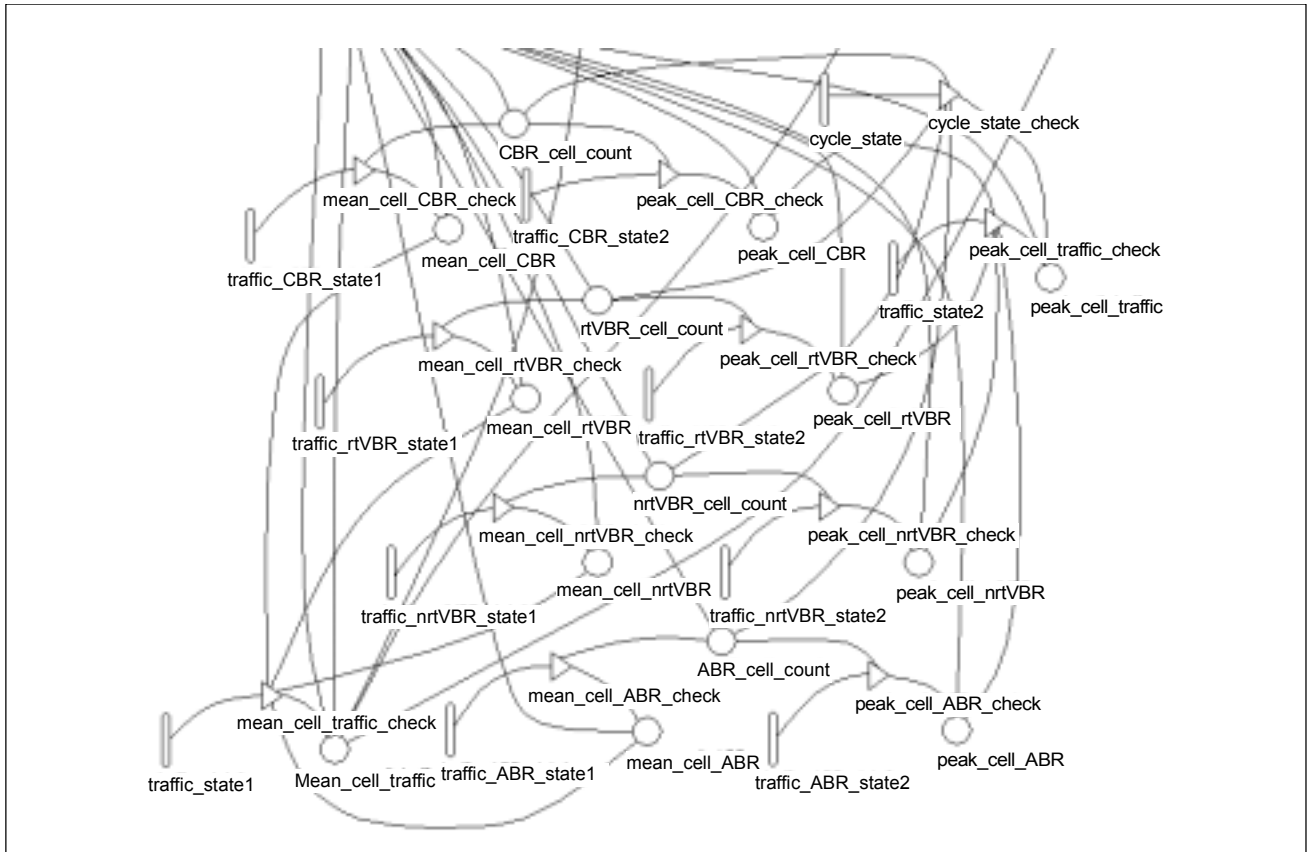 cycle_state_check
cycle_state
CBR_cell_count
mean_cell_CBR_check
peak_cell_CBR_check
traffic_CBR_state2
peak_cell_traffic_check
peak_cell_CBR
mean_cell_CBR
traffic_CBR_state1
peak_cell_traffic
traffic_state2
rtVBR_cell_count
peak_cell_rtVBR_check
mean_cell_rtVBR_check
peak_cell_rtVBR
mean_cell_rtVBR
traffic_rtVBR_state2
traffic_rtVBR_state1
nrtVBR_cell_count
mean_cell_nrtVBR_check
peak_cell_nrtVBR_check
mean_cell_nrtVBR
peak_cell_nrtVBR
traffic_nrtVBR_state1
traffic_nrtVBR_state2
ABR_cell_count
mean_cell_ABR_check
peak_cell_ABR_check
mean_cell_traffic_check
peak_cell_ABR
mean_cell_ABR
traffic_ABR_state1
Mean_cell_traffic
traffic_state1
traffic_ABR_state2